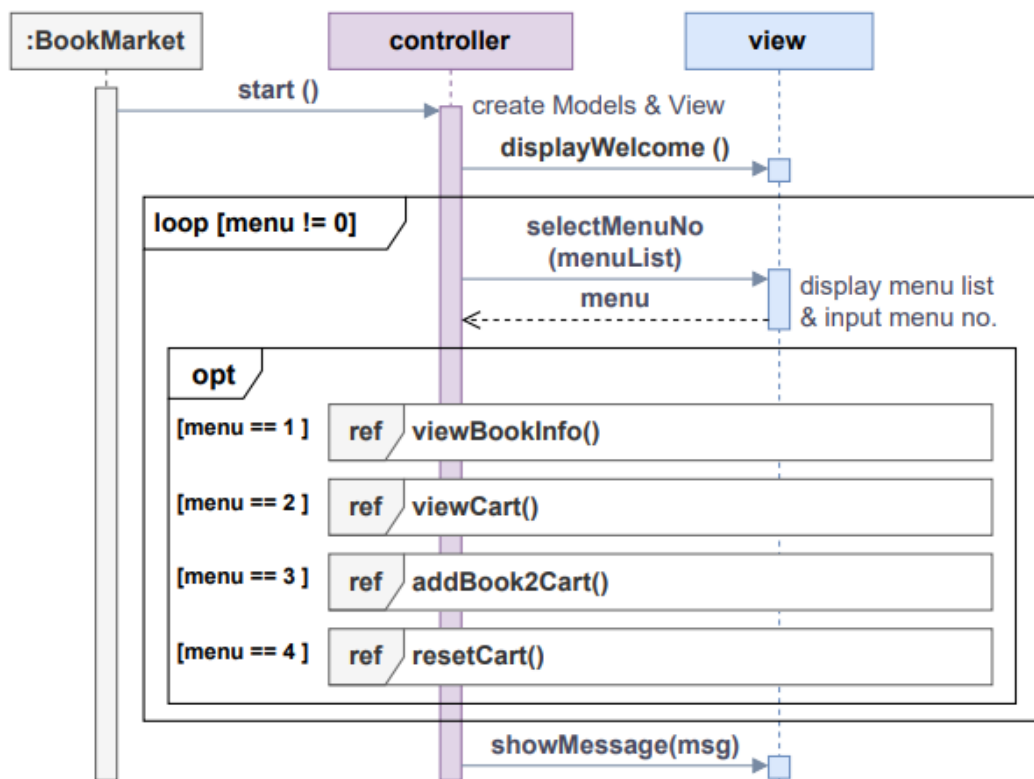 :BookMarket
controller
view
start ()
create Models & View
displayWelcome ()
loop [menu != 0]
selectMenuNo
(menuList)
menu
display menu list
& input menu no.
opt
[menu == 1 ]
ref
viewBookInfo()
[menu == 2 ]
ref
viewCart()
[menu == 3 ]
ref
addBook2Cart()
[menu == 4 ]
ref
resetCart()
showMessage(msg)